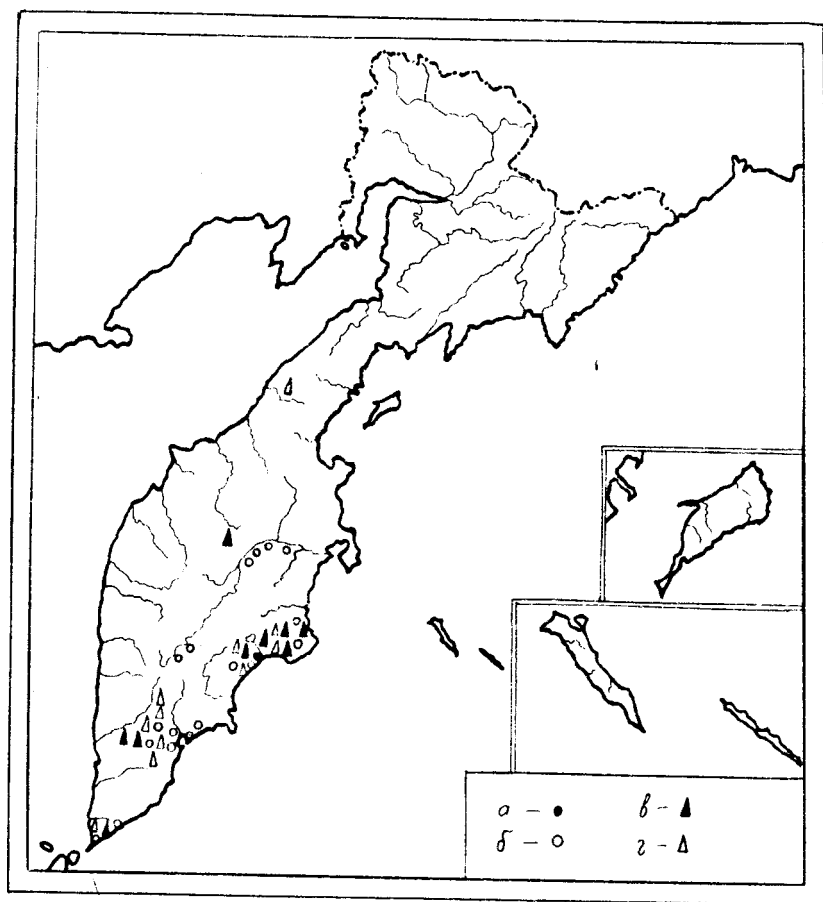 а – ● в – ▲
б – ○ г – △